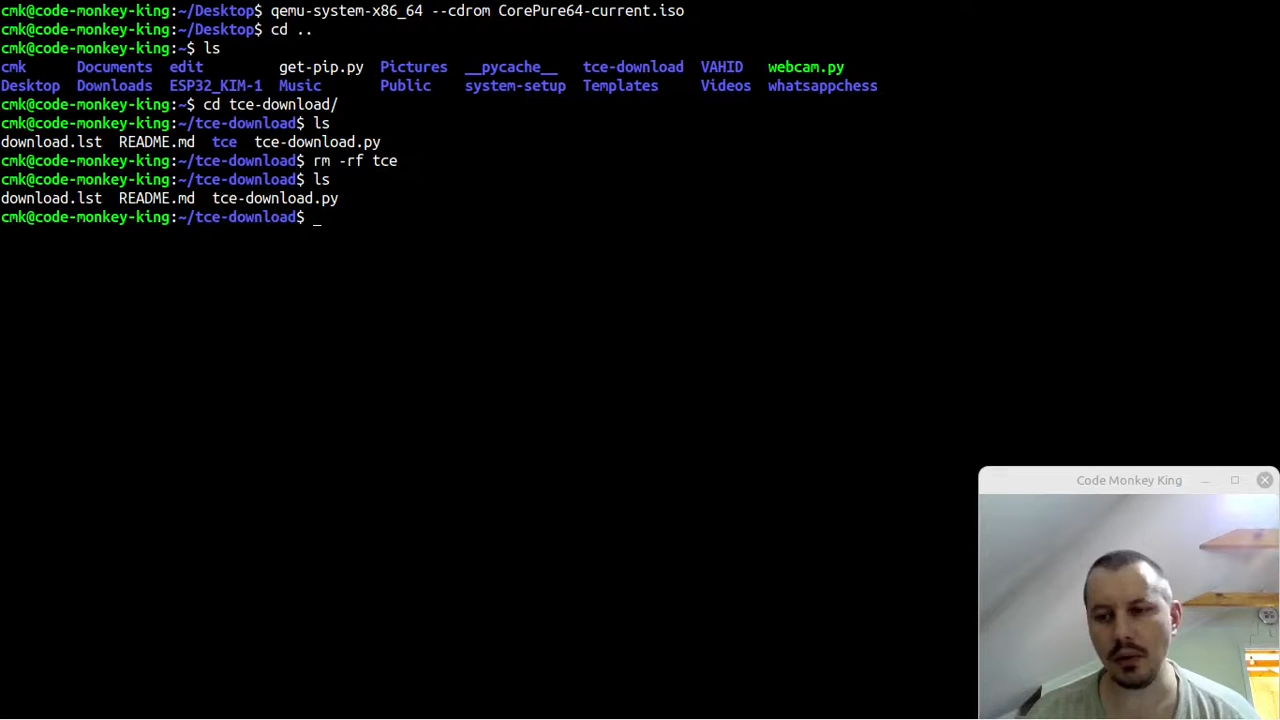 cmk@code-monkey-king:~/Desktop$ qemu-system-x86_64 --cdrom CorePure64-current.iso
cmk@code-monkey-king:~/Desktop$ cd ..
cmk@code-monkey-king:~$ ls
cmk Documents edit get-pip.py Pictures __pycache__ tce-download VAHID webcam.py
Desktop Downloads ESP32_KIM-1 Music Public system-setup Templates Videos whatsappchess
cmk@code-monkey-king:~$ cd tce-download/
cmk@code-monkey-king:~/tce-download$ ls
download.lst README.md tce tce-download.py
cmk@code-monkey-king:~/tce-download$ rm -rf tce
cmk@code-monkey-king:~/tce-download$ ls
download.lst README.md tce-download.py
cmk@code-monkey-king:~/tce-download$ _
Code Monkey King